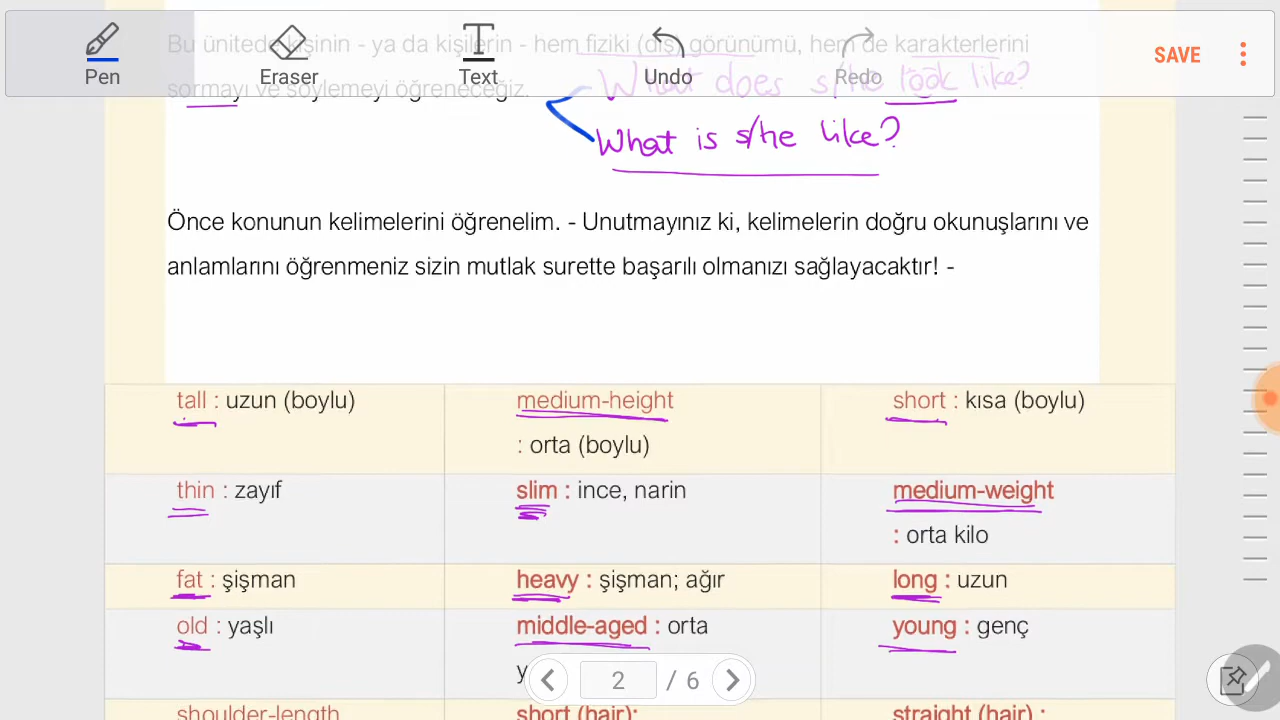 Bu ünitede kişinin - ya da kişilerin - hem fiziki (dış) görünümü, hem de karakterlerini
Pen Eraser Text Undo Redo SAVE
What does s/he look like?
sormayı ve söylemeyi öğreneceğiz.
What is s/he like?
Önce konunun kelimelerini öğrenelim. - Unutmayınız ki, kelimelerin doğru okunuşlarını ve
anlamlarını öğrenmeniz sizin mutlak surette başarılı olmanızı sağlayacaktır! -
tall : uzun (boylu)
medium-height
: orta (boylu)
short : kısa (boylu)
thin : zayıf
slim : ince, narin
medium-weight
: orta kilo
fat : şişman
heavy : şişman; ağır
long : uzun
old : yaşlı
middle-aged : orta
young : genç
2 / 6
shoulder-length
short (hair):
straight (hair) :